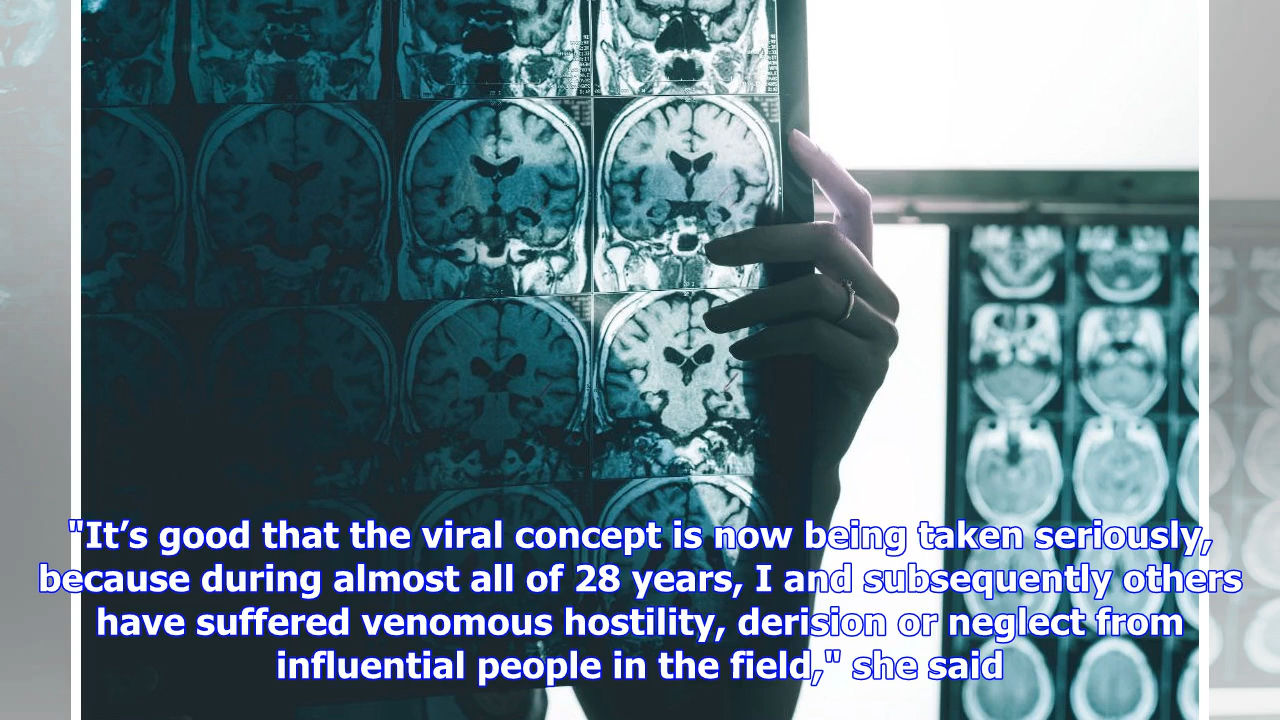 "It’s good that the viral concept is now being taken seriously,
because during almost all of 28 years, I and subsequently others
have suffered venomous hostility, derision or neglect from
influential people in the field," she said